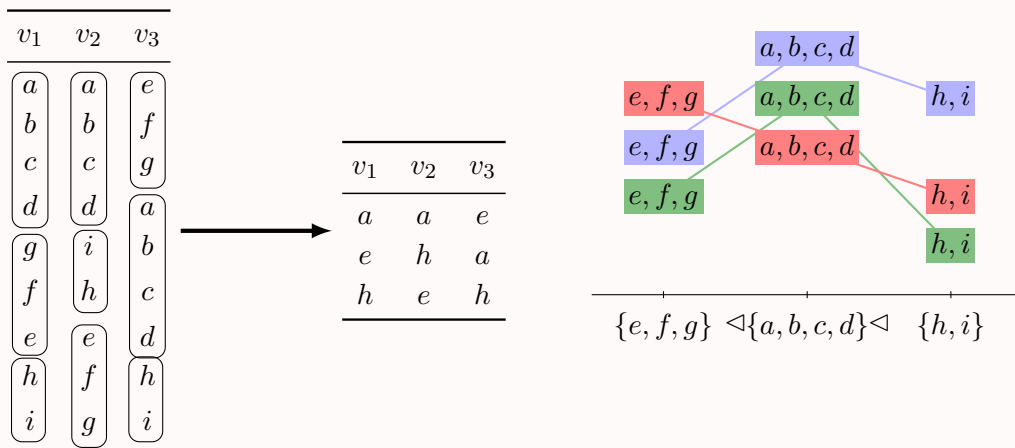 v1 v2 v3
a a e
b b f
c c g
d d a
g i b
f h c
e e d
h f h
i g i
v1 v2 v3
a a e
e h a
h e h
a, b, c, d
e, f, g a, b, c, d h, i
e, f, g a, b, c, d
e, f, g h, i
h, i
{e, f, g} ◁ {a, b, c, d} ◁ {h, i}